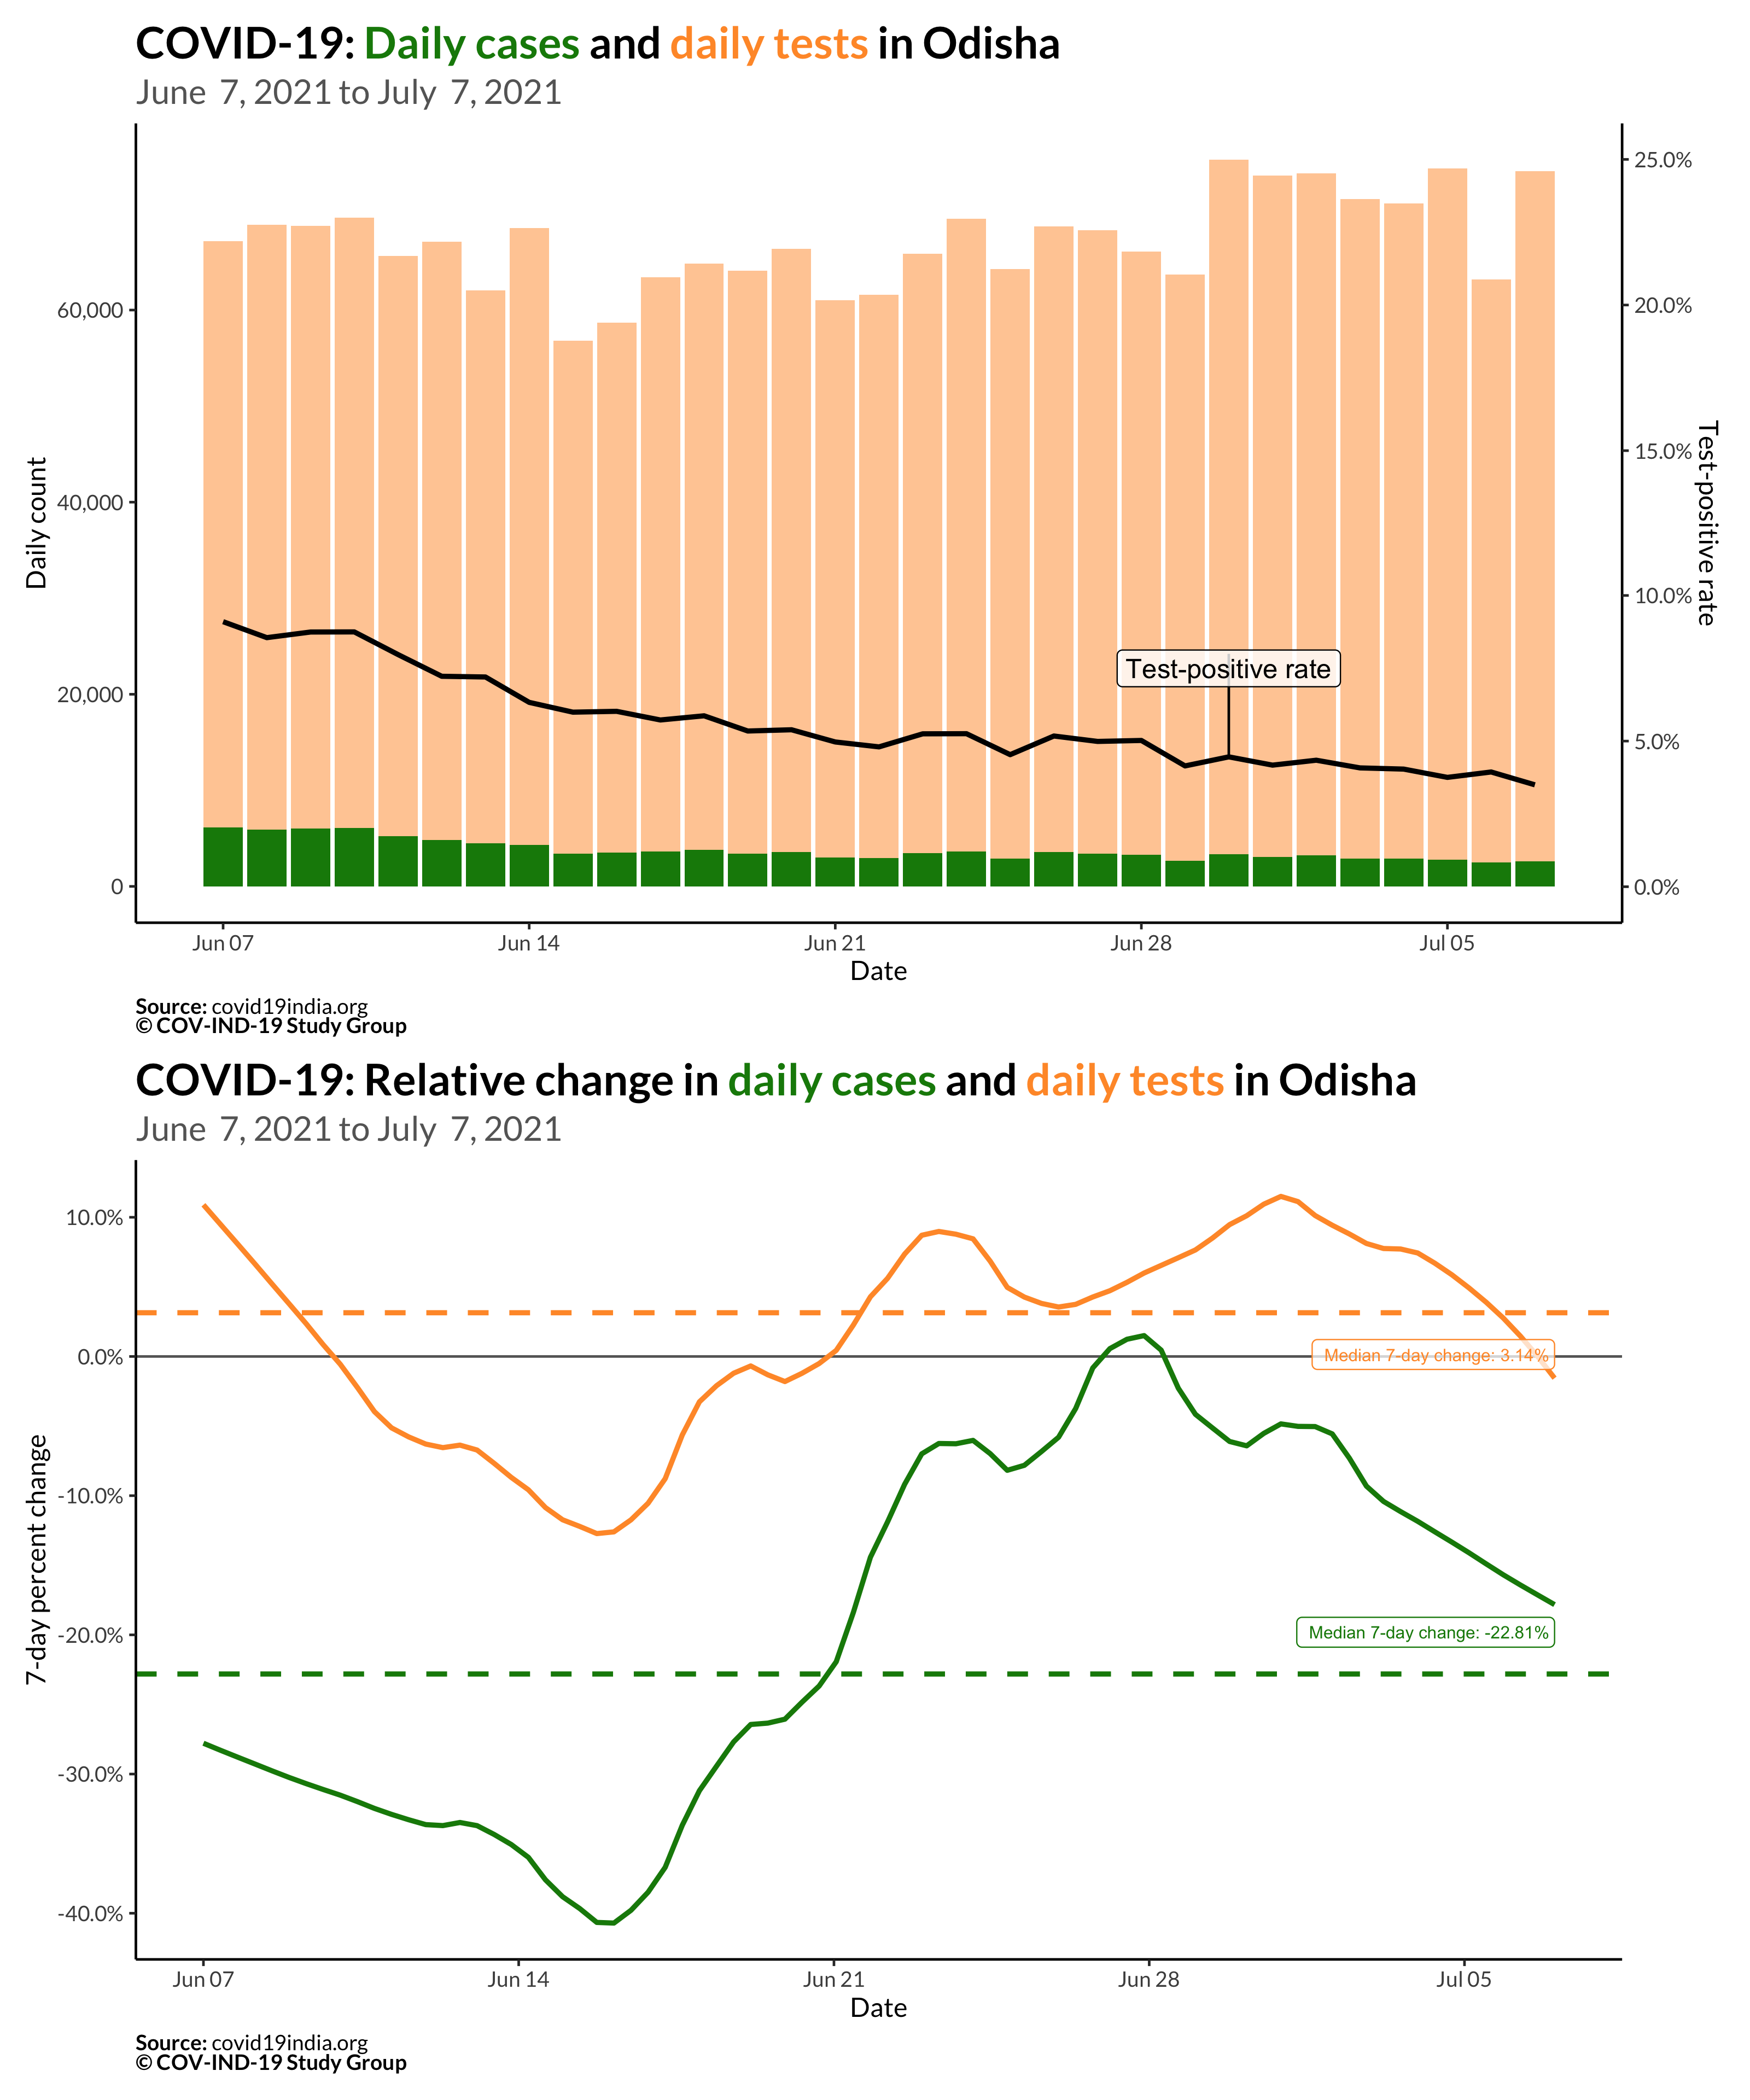 COVID-19: Daily cases and daily tests in Odisha
June 7, 2021 to July 7, 2021
60,000
40,000
20,000
0
Daily count
25.0%
20.0%
15.0%
10.0%
5.0%
0.0%
Test-positive rate
Test-positive rate
Jun 07
Jun 14
Jun 21
Jun 28
Jul 05
Date
Source: covid19india.org
© COV-IND-19 Study Group
COVID-19: Relative change in daily cases and daily tests in Odisha
June 7, 2021 to July 7, 2021
10.0%
0.0%
-10.0%
-20.0%
-30.0%
-40.0%
7-day percent change
Median 7-day change: 3.14%
Median 7-day change: -22.81%
Jun 07
Jun 14
Jun 21
Jun 28
Jul 05
Date
Source: covid19india.org
© COV-IND-19 Study Group